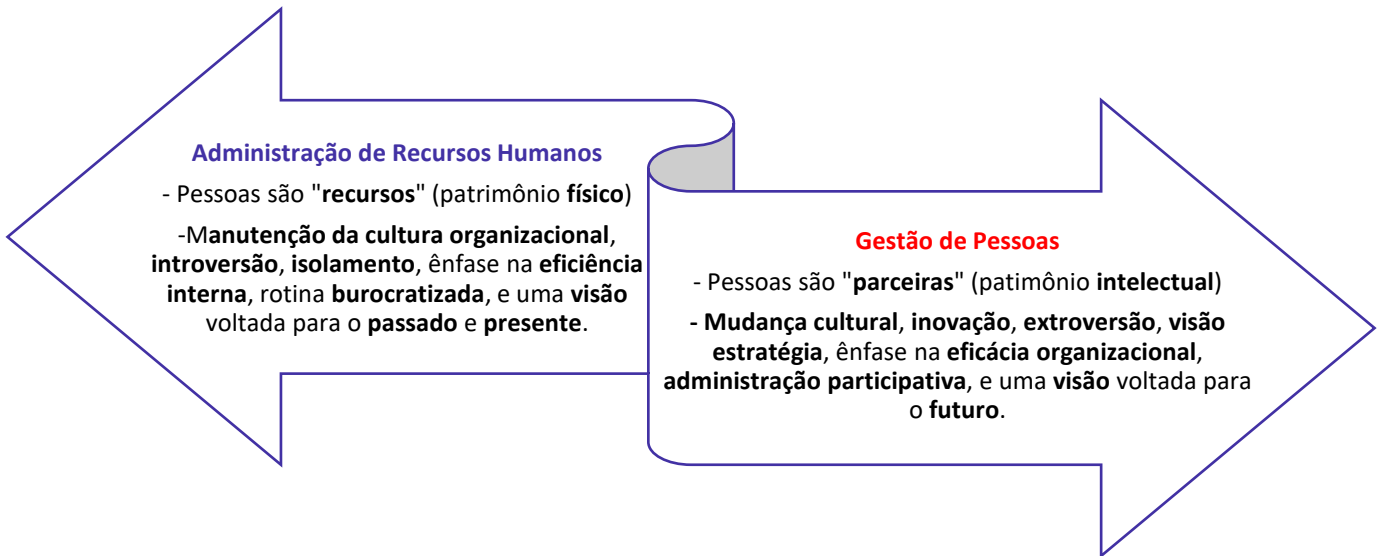 Administração de Recursos Humanos
- Pessoas são "recursos" (patrimônio físico)
-Manutenção da cultura organizacional,
introversão, isolamento, ênfase na eficiência
interna, rotina burocratizada, e uma visão
voltada para o passado e presente.
Gestão de Pessoas
- Pessoas são "parceiras" (patimônio intelectual)
- Mudança cultural, inovação, extroversão, visão
estratégia, ênfase na eficácia organizacional,
administração participativa, e uma visão voltada para
o futuro.